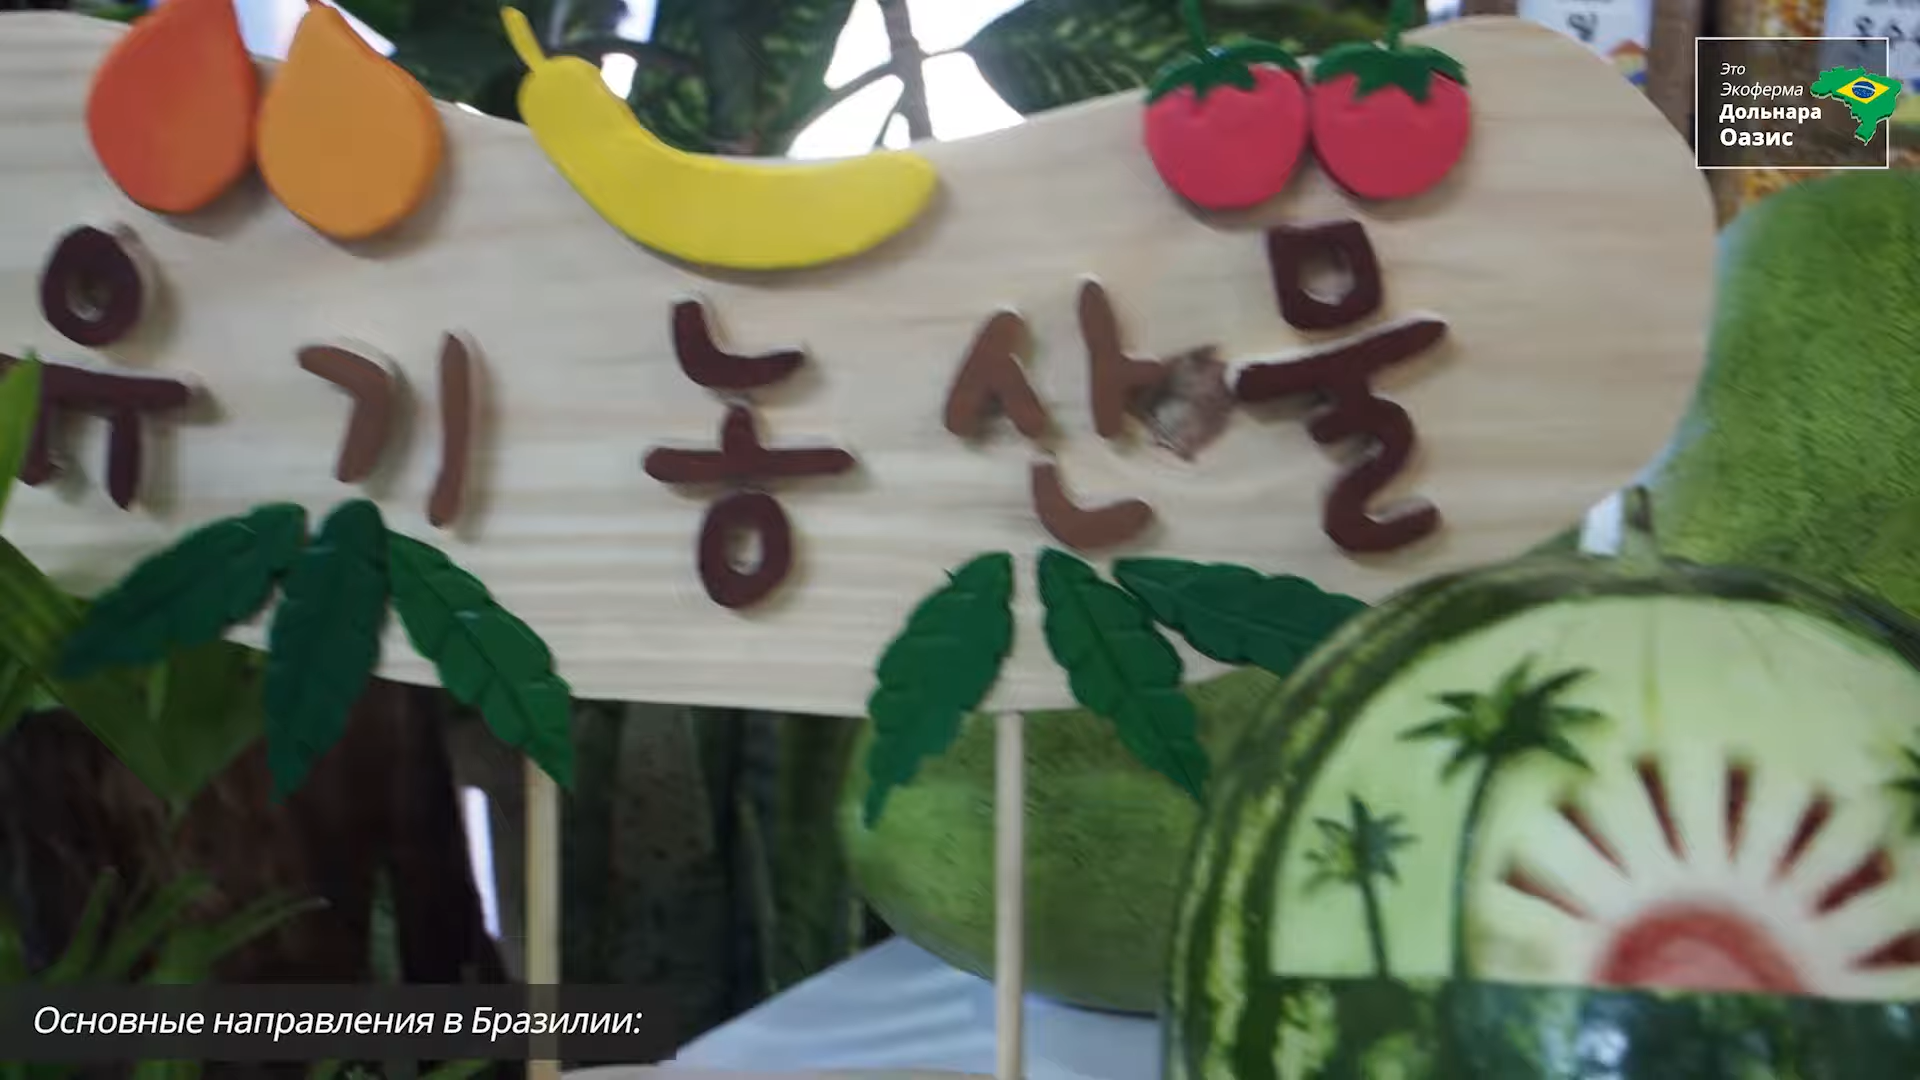 Это
Экоферма
Дольнара
Оазис
유기 농산물
Основные направления в Бразилии: